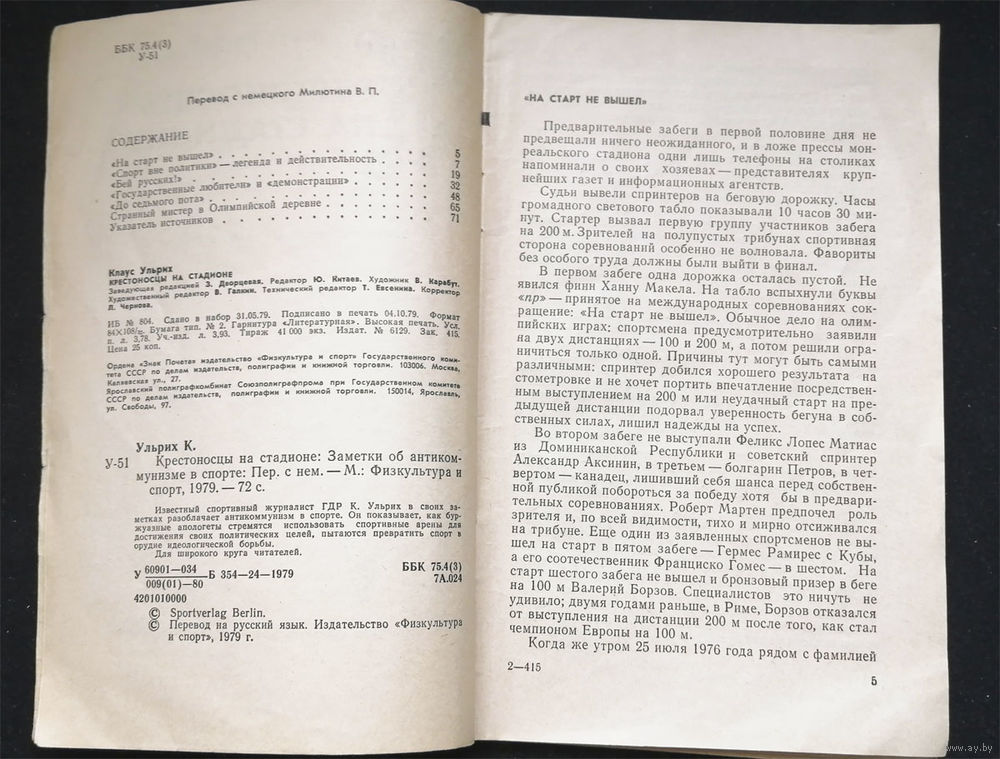 ББК 75.4(3)
У-51
Перевод с немецкого Милютина В. П.
СОДЕРЖАНИЕ
«На старт не вышел» . . . . . . . . . . . . . 5
«Спорт вне политики» — легенда и действительность . . . . 7
«Бей русских!» . . . . . . . . . . . . . . . 19
«Государственные любители» и «демонстрации» . . . . . . 32
«До седьмого пота» . . . . . . . . . . . . . 48
Странный мистер в Олимпийской деревне . . . . . . . . 65
Указатель источников . . . . . . . . . . . . . 71
Клаус Ульрих
КРЕСТОНОСЦЫ НА СТАДИОНЕ
Заведующая редакцией З. Дворцевая. Редактор Ю. Китаев. Художник В. Карабут.
Художественный редактор В. Галкин. Технический редактор Т. Евсенина. Корректор
Л. Чернова.
ИБ № 804. Сдано в набор 31.05.79. Подписано в печать 04.10.79. Формат
84×108/32. Бумага тип. № 2. Гарнитура «Литературная». Высокая печать. Усл.
п. л. 3,78. Уч.-изд. л. 3,93. Тираж 41 000 экз. Издат. № 6129. Зак. 415.
Цена 25 коп.
Ордена «Знак Почета» издательство «Физкультура и спорт» Государственного коми-
тета СССР по делам издательств, полиграфии и книжной торговли. 103006. Москва,
Каляевская ул., 27.
Ярославский полиграфкомбинат Союзполиграфпрома при Государственном комитете
СССР по делам издательств, полиграфии и книжной торговли. 150014, Ярославль,
ул. Свободы, 97.
Ульрих К.
У-51 Крестоносцы на стадионе: Заметки об антиком-
мунизме в спорте: Пер. с нем. — М.: Физкультура и
спорт, 1979. — 72 с.
Известный спортивный журналист ГДР К. Ульрих в своих за-
метках разоблачает антикоммунизм в спорте. Он показывает, как бур-
жуазные апологеты стремятся использовать спортивные арены для
достижения своих политических целей, пытаются превратить спорт в
орудие идеологической борьбы.
Для широкого круга читателей.
У 60901—034 Б 354—24—1979 ББК 75.4(3)
009(01)—80 7А.024
4201010000
© Sportverlag Berlin.
© Перевод на русский язык. Издательство «Физкультура
и спорт», 1979 г.
«НА СТАРТ НЕ ВЫШЕЛ»
Предварительные забеги в первой половине дня не
предвещали ничего неожиданного, и в ложе прессы мон-
реальского стадиона одни лишь телефоны на столиках
напоминали о своих хозяевах — представителях круп-
нейших газет и информационных агентств.
Судьи вывели спринтеров на беговую дорожку. Часы
громадного светового табло показывали 10 часов 30 ми-
нут. Стартер вызвал первую группу участников забега
на 200 м. Зрителей на полупустых трибунах спортивная
сторона соревнований особенно не волновала. Фавориты
без особого труда должны были выйти в финал.
В первом забеге одна дорожка осталась пустой. Не
явился финн Ханну Макела. На табло вспыхнули буквы
«пр» — принятое на международных соревнованиях сок-
ращение: «На старт не вышел». Обычное дело на олим-
пийских играх: спортсмена предусмотрительно заявили
на двух дистанциях — 100 и 200 м, а потом решили огра-
ничиться только одной. Причины тут могут быть самыми
различными: спринтер добился хорошего результата на
стометровке и не хочет портить впечатление посредствен-
ным выступлением на 200 м или неудачный старт на пре-
дыдущей дистанции подорвал уверенность бегуна в соб-
ственных силах, лишил надежды на успех.
Во втором забеге не выступали Феликс Лопес Матиас
из Доминиканской Республики и советский спринтер
Александр Аксинин, в третьем — болгарин Петров, в чет-
вертом — канадец, лишивший себя шанса перед собствен-
ной публикой побороться за победу хотя бы в предвари-
тельных соревнованиях. Роберт Мартен предпочел роль
зрителя и, по всей видимости, тихо и мирно отсиживался
на трибуне. Еще один из заявленных спортсменов не вы-
шел на старт в пятом забеге — Гермес Рамирес с Кубы,
а его соотечественник Франциско Гомес — в шестом. На
старт шестого забега не вышел и бронзовый призер в беге
на 100 м Валерий Борзов. Специалистов это ничуть не
удивило; двумя годами раньше, в Риме, Борзов отказался
от выступления на дистанции 200 м после того, как стал
чемпионом Европы на 100 м.
Когда же утром 25 июля 1976 года рядом с фамилией
2—415
5
www.ay.by